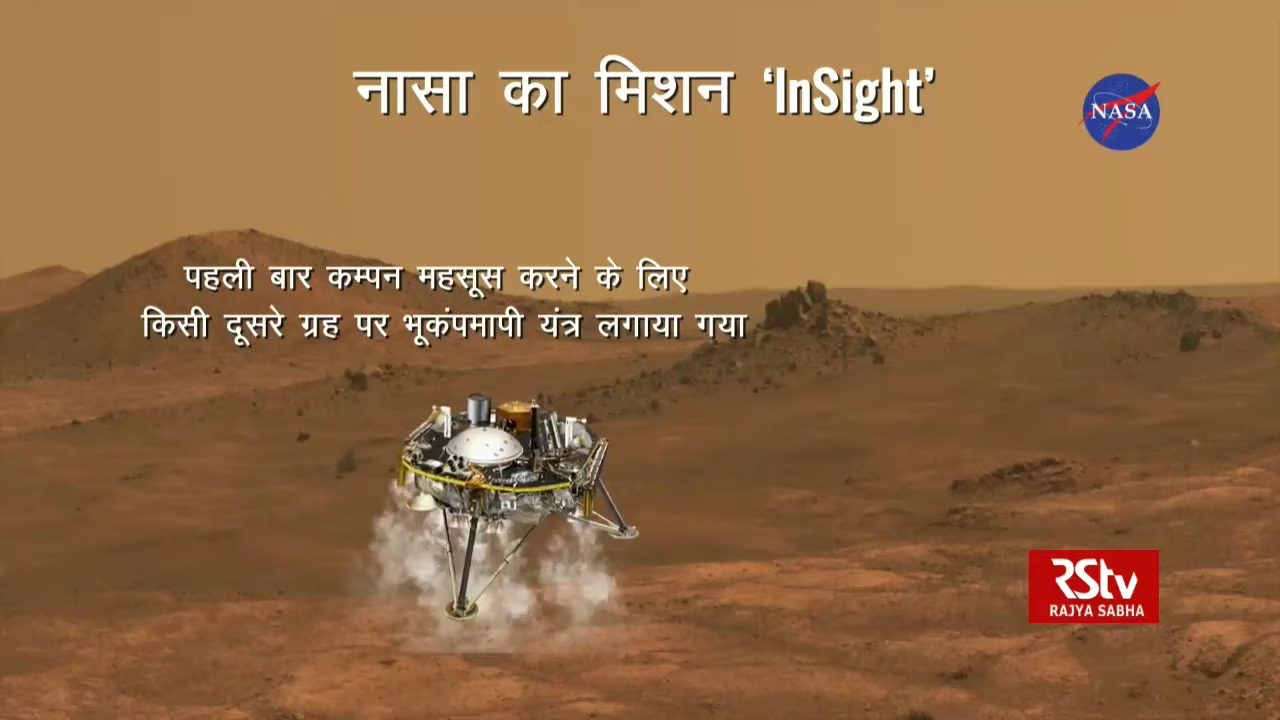 नासा का मिशन ‘InSight’
NASA
पहली बार कम्पन महसूस करने के लिए
किसी दूसरे ग्रह पर भूकंपमापी यंत्र लगाया गया
RStv
RAJYA SABHA